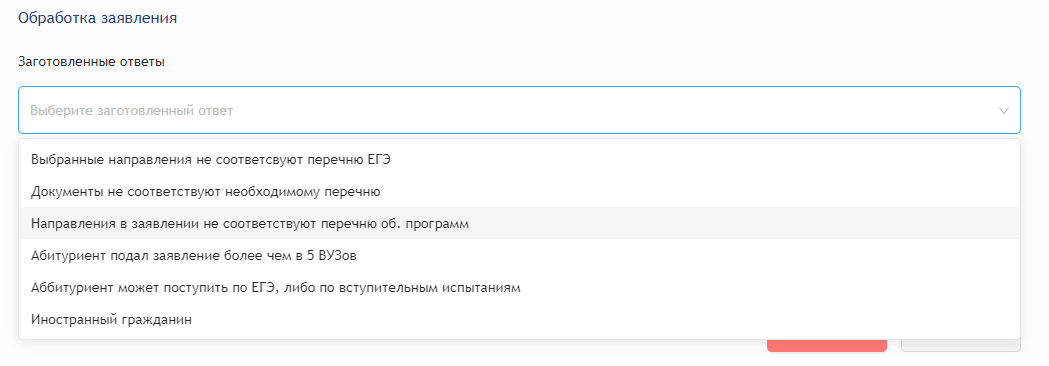 Обработка заявления
Заготовленные ответы
Выберите заготовленный ответ
Выбранные направления не соответсвуют перечню ЕГЭ
Документы не соответствуют необходимому перечню
Направления в заявлении не соответствуют перечню об. программ
Абитуриент подал заявление более чем в 5 ВУЗов
Аббитуриент может поступить по ЕГЭ, либо по вступительным испытаниям
Иностранный гражданин